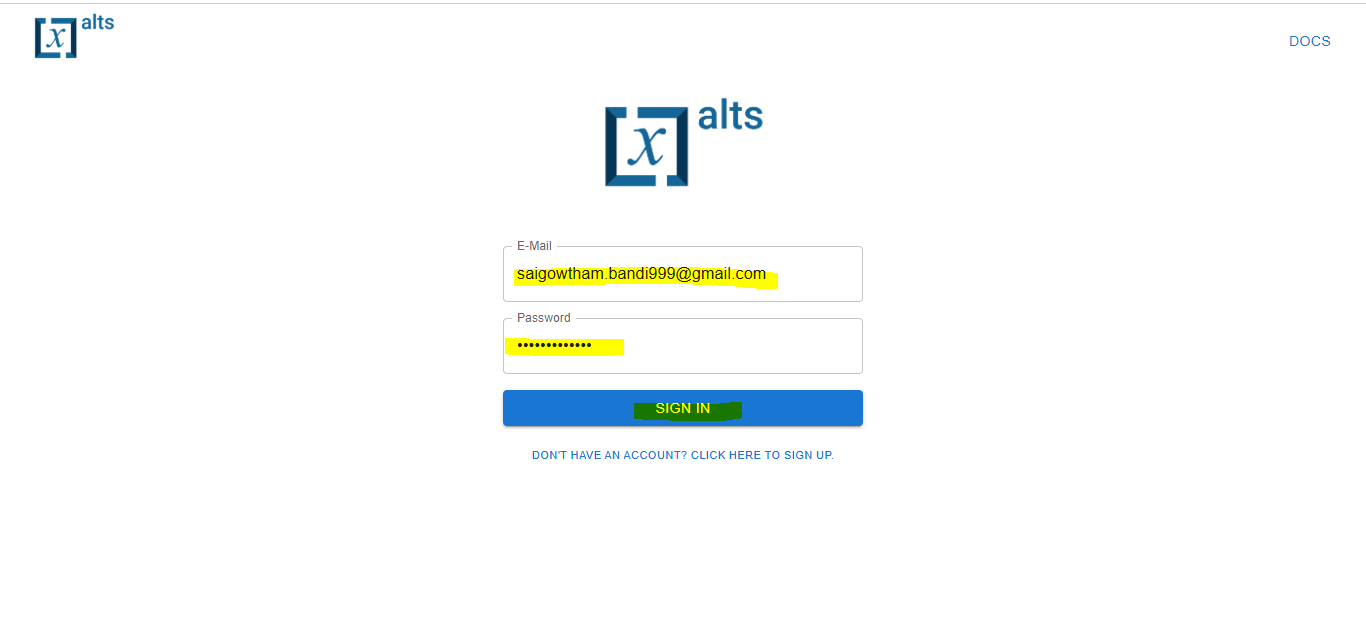 [x] alts
DOCS
[x] alts
E-Mail
saigowtham.bandi999@gmail.com
Password
•••••••••••••
SIGN IN
DON'T HAVE AN ACCOUNT? CLICK HERE TO SIGN UP.